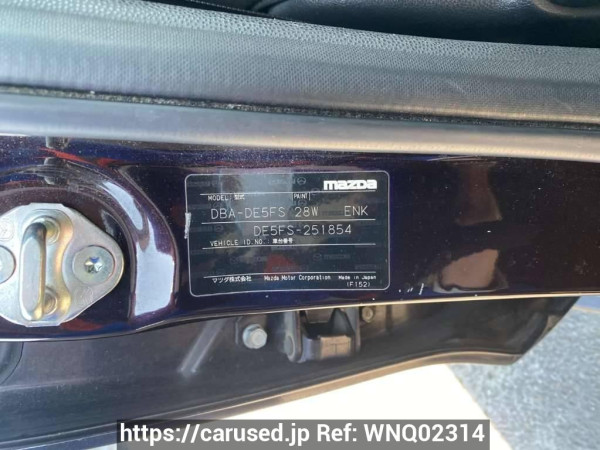 mazda
MODEL 型式 PAINT
DBA-DE5FS 28W ENK
DE5FS-251854
VEHICLE ID.NO. 車台番号
マツダ株式会社 Mazda Motor Corporation Made in Japan
(F152)
https://carused.jp Ref: WNQ02314